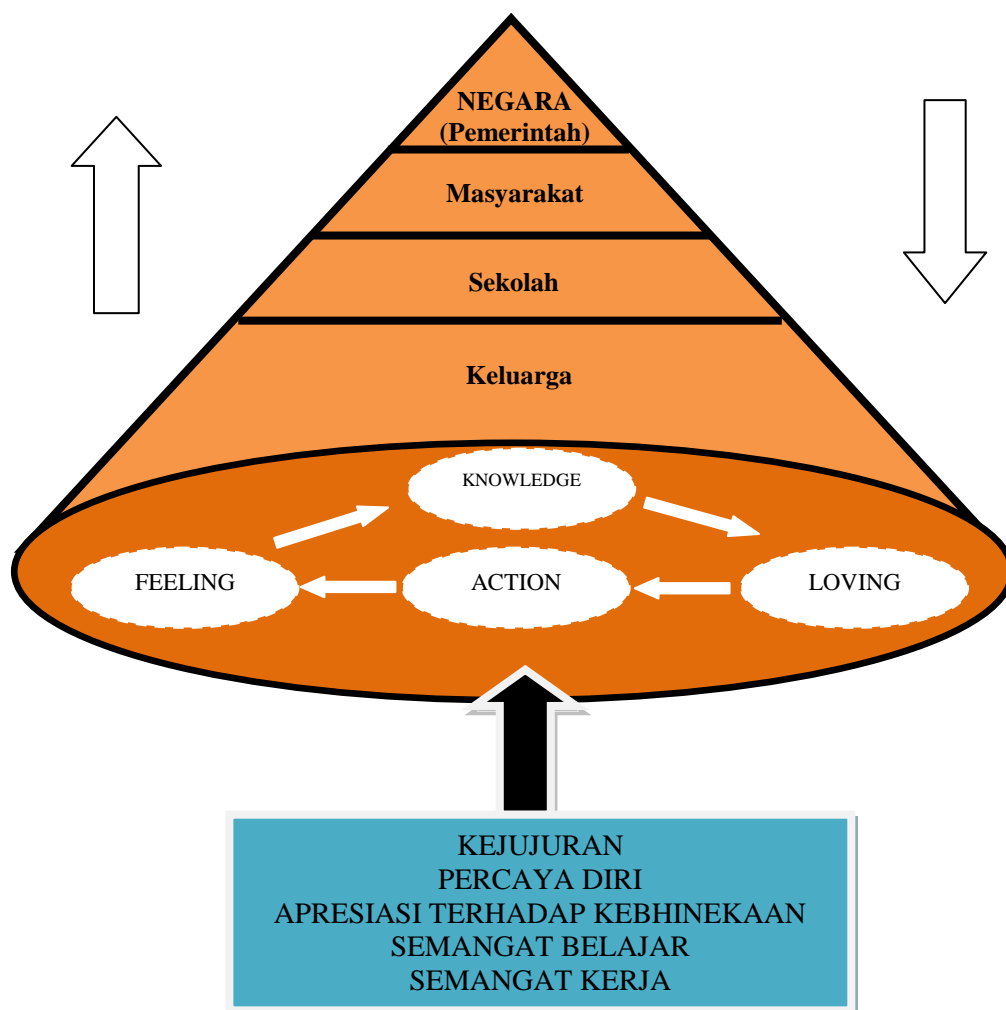 NEGARA
(Pemerintah)
Masyarakat
Sekolah
Keluarga
KNOWLEDGE
FEELING
ACTION
LOVING
KEJUJURAN
PERCAYA DIRI
APRESIASI TERHADAP KEBHINEKAAN
SEMANGAT BELAJAR
SEMANGAT KERJA